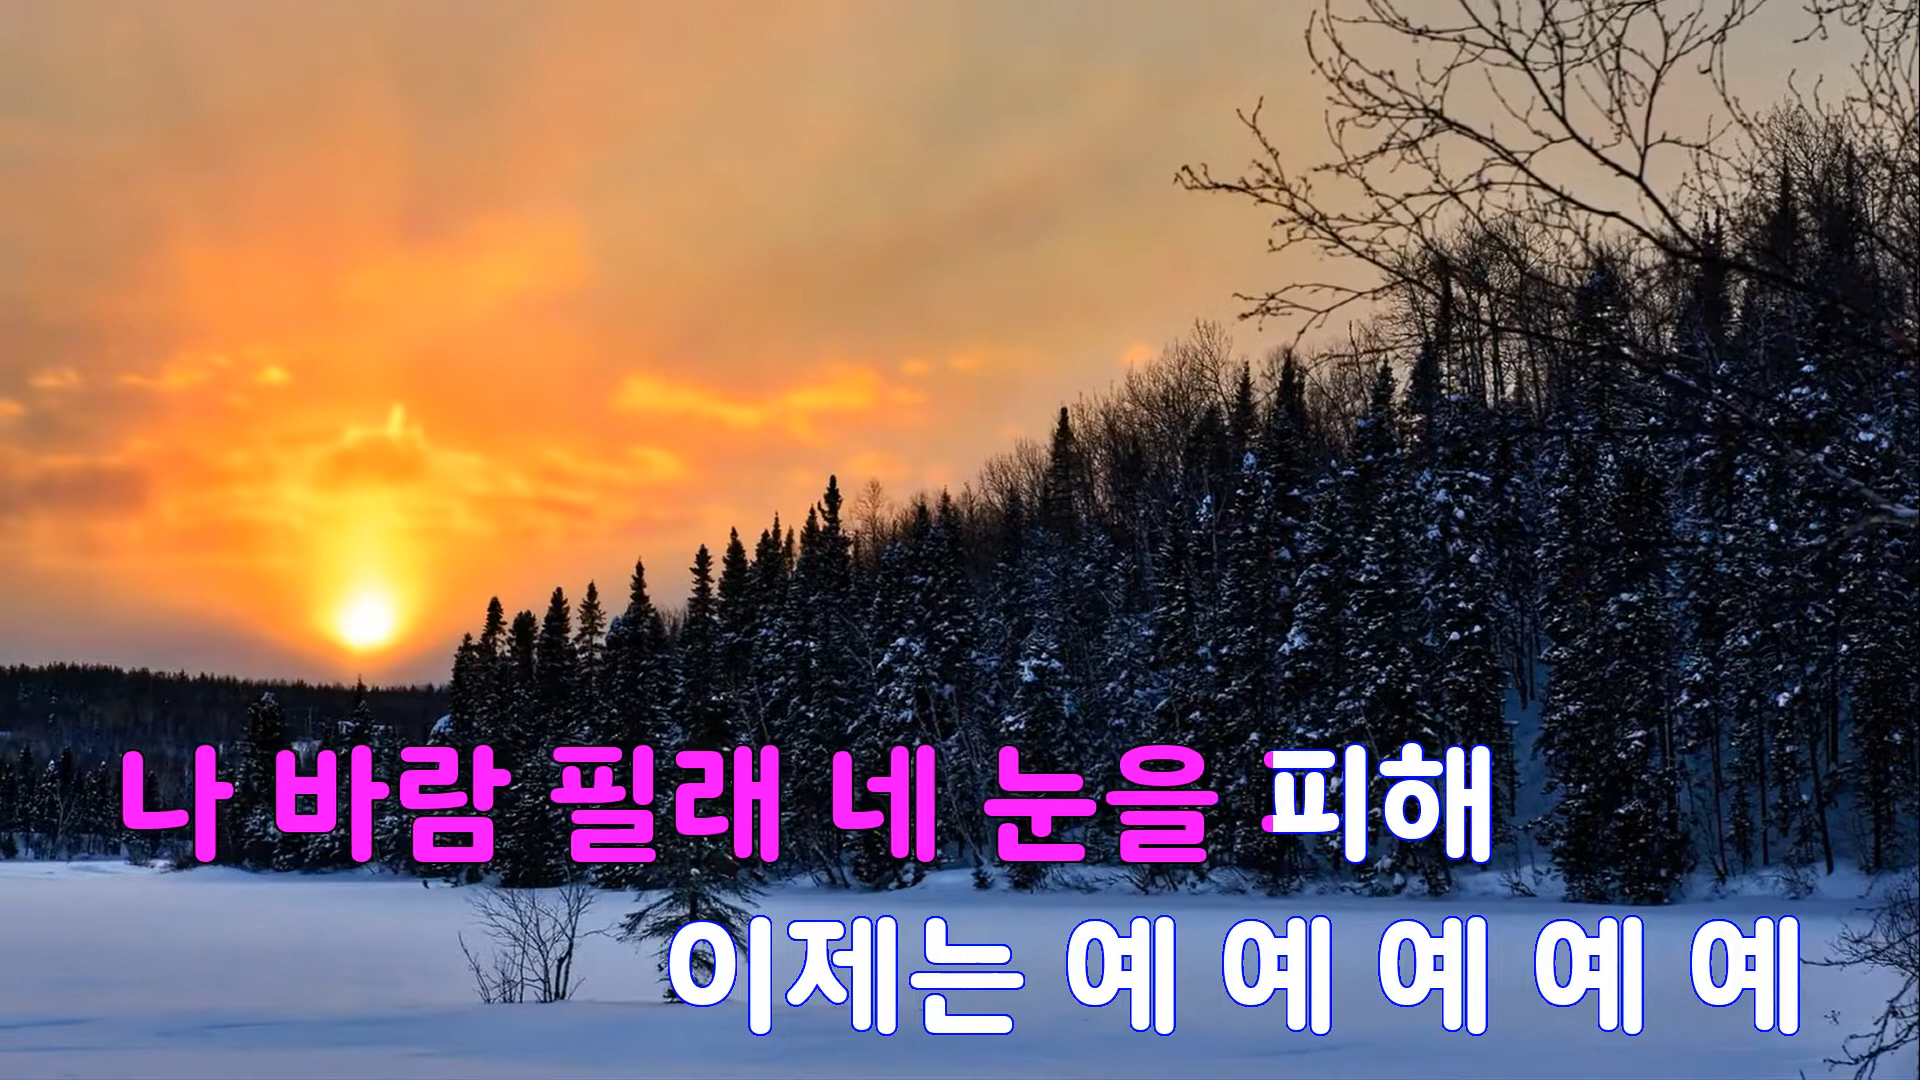 나 바람 필래 네 눈을 피해
이제는 예 예 예 예 예